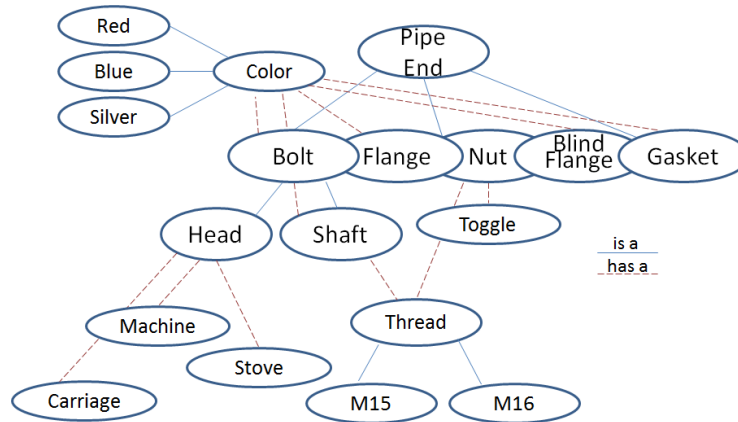 Red
Pipe
End
Blue
Color
Silver
Bolt
Flange
Nut
Blind
Flange
Gasket
Head
Shaft
Toggle
is a
has a
Machine
Thread
Stove
Carriage
M15
M16